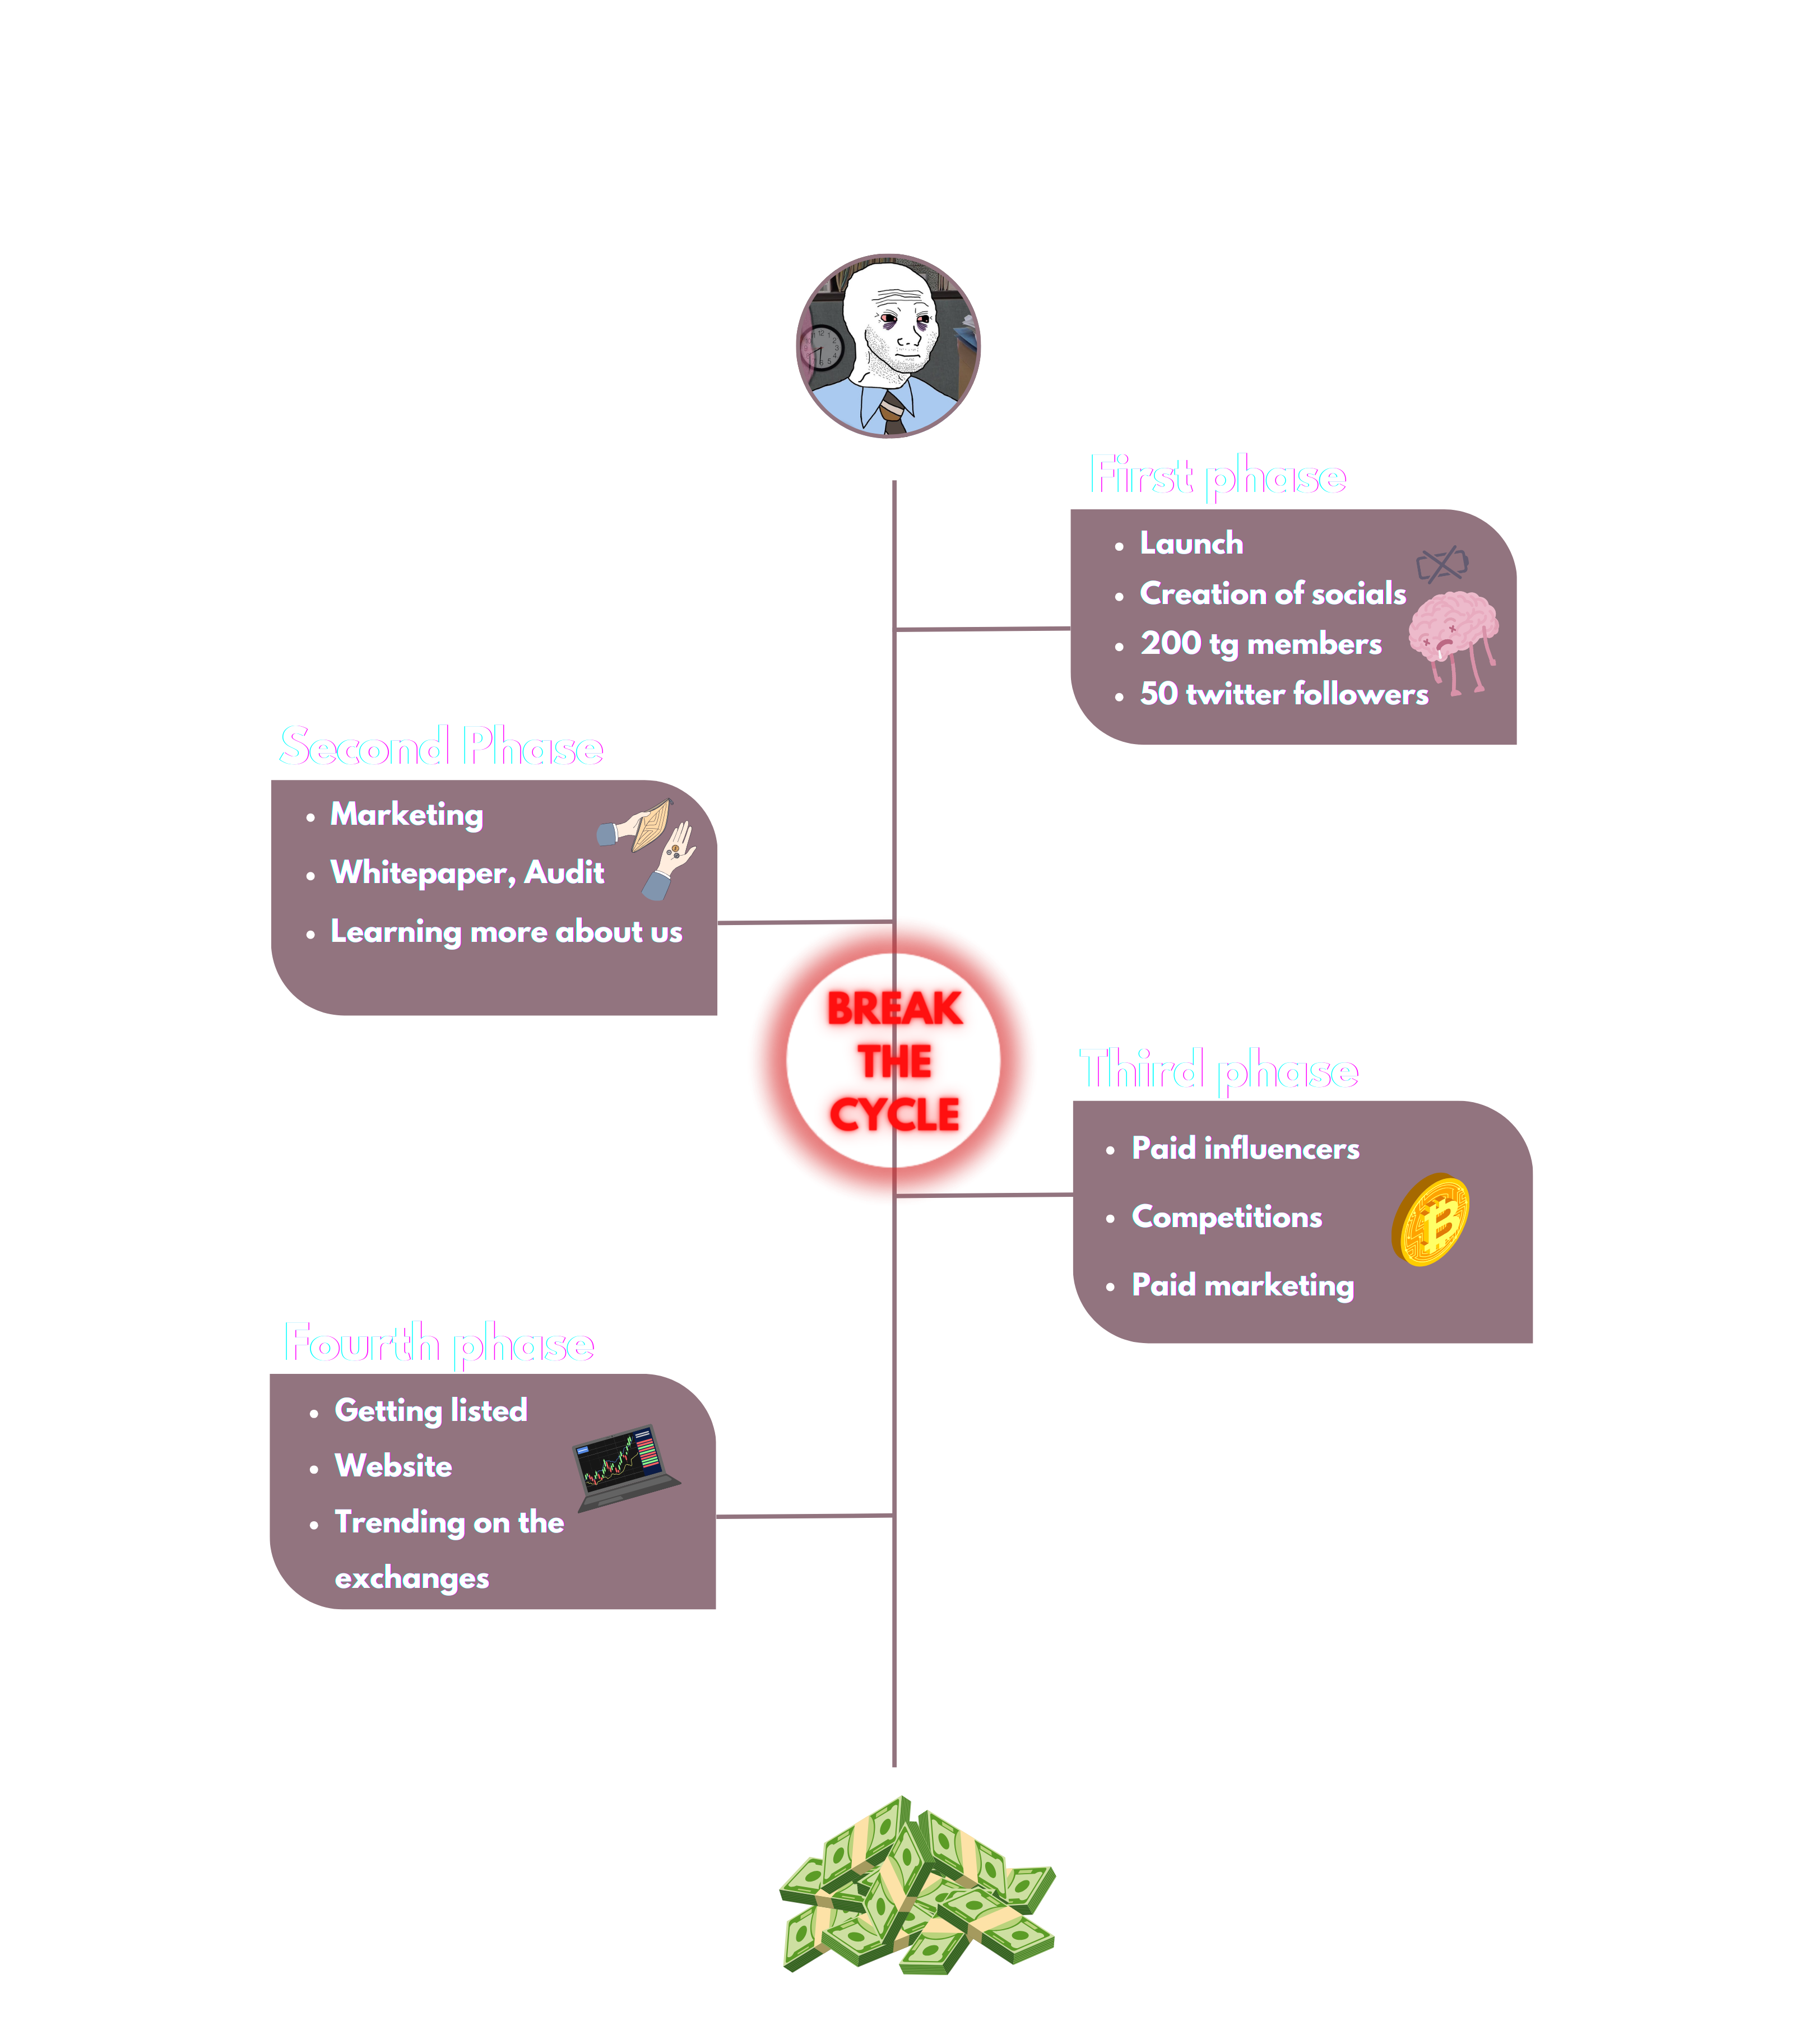 First phase
Launch
Creation of socials
200 tg members
50 twitter followers
Second Phase
Marketing
Whitepaper, Audit
Learning more about us
BREAK
THE
CYCLE
Third phase
Paid influencers
Competitions
Paid marketing
Fourth phase
Getting listed
Website
Trending on the
exchanges